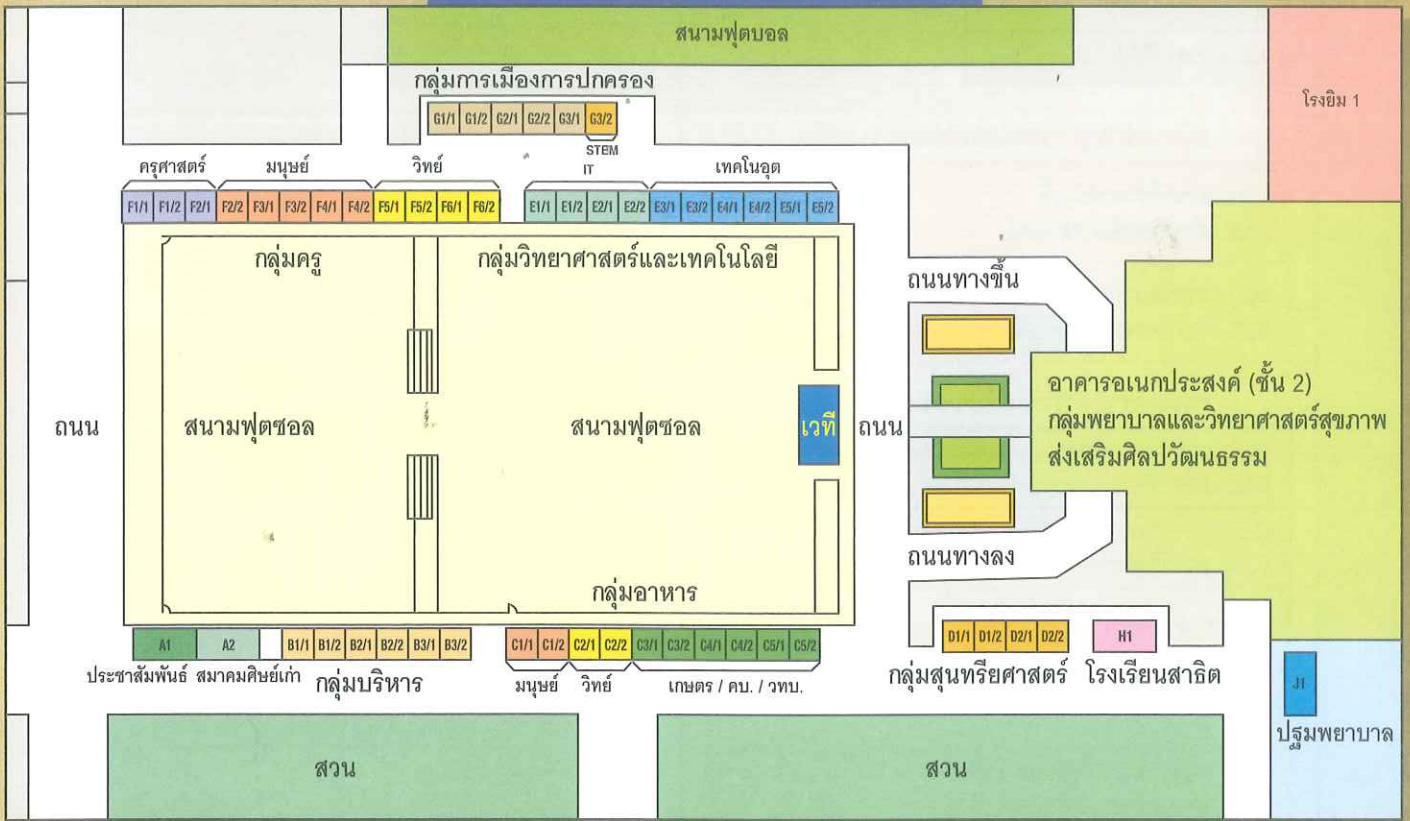 สนามฟุตบอล
โรงยิม 1
กลุ่มการเมืองการปกครอง
G1/1 G1/2 G2/1 G2/2 G3/1 G3/2
STEM
ครุศาสตร์ มนุษย์ วิทย์ IT เทคโนอุต
F1/1 F1/2 F2/1 F2/2 F3/1 F3/2 F4/1 F4/2 F5/1 F5/2 F6/1 F6/2 E1/1 E1/2 E2/1 E2/2 E3/1 E3/2 E4/1 E4/2 E5/1 E5/2
กลุ่มครู กลุ่มวิทยาศาสตร์และเทคโนโลยี
ถนนทางขึ้น
อาคารอเนกประสงค์ (ชั้น 2)
กลุ่มพยาบาลและวิทยาศาสตร์สุขภาพ
ส่งเสริมศิลปวัฒนธรรม
ถนน สนามฟุตซอล สนามฟุตซอล เวที ถนน
ถนนทางลง
กลุ่มอาหาร
A1 A2 B1/1 B1/2 B2/1 B2/2 B3/1 B3/2 C1/1 C1/2 C2/1 C2/2 C3/1 C3/2 C4/1 C4/2 C5/1 C5/2 D1/1 D1/2 D2/1 D2/2 H1
ประชาสัมพันธ์ สมาคมศิษย์เก่า กลุ่มบริหาร มนุษย์ วิทย์ เกษตร / คบ. / วทบ. กลุ่มสุนทรียศาสตร์ โรงเรียนสาธิต
J1
ปฐมพยาบาล
สวน สวน